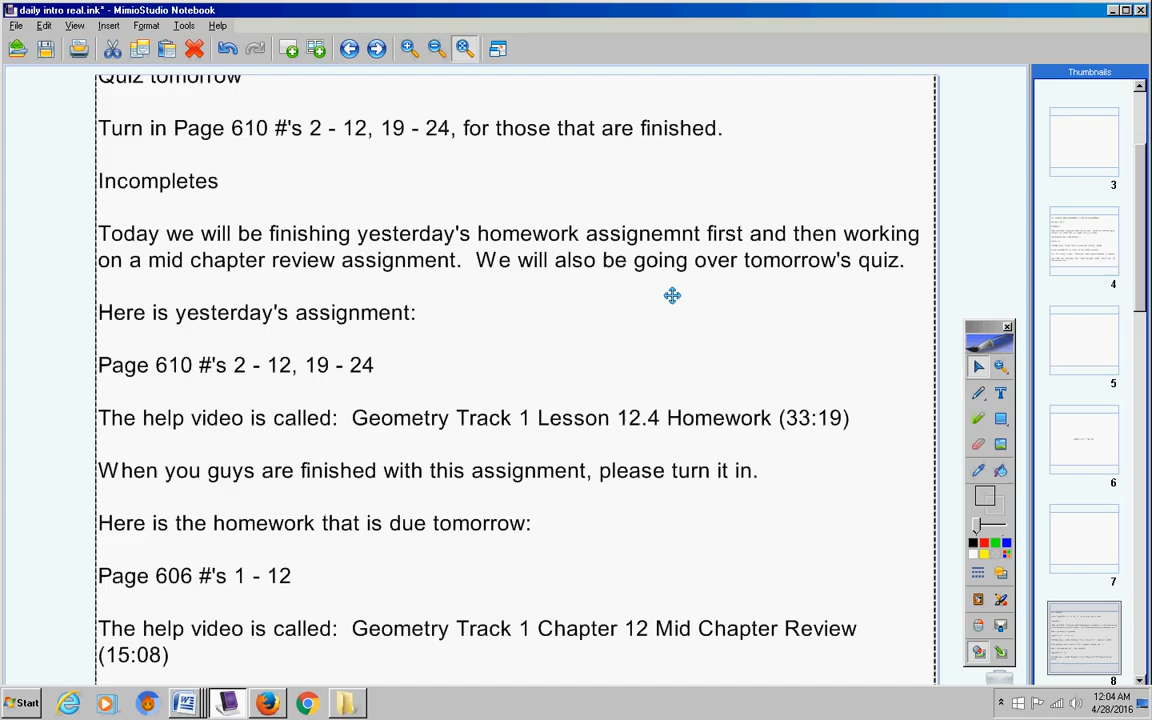 daily intro real.ink* - MimioStudio Notebook
File Edit View Insert Format Tools Help
Thumbnails
Quiz tomorrow
Turn in Page 610 #'s 2 - 12, 19 - 24, for those that are finished.
Incompletes
Today we will be finishing yesterday's homework assignemnt first and then working
on a mid chapter review assignment.  We will also be going over tomorrow's quiz.
Here is yesterday's assignment:
Page 610 #'s 2 - 12, 19 - 24
The help video is called:  Geometry Track 1 Lesson 12.4 Homework (33:19)
When you guys are finished with this assignment, please turn it in.
Here is the homework that is due tomorrow:
Page 606 #'s 1 - 12
The help video is called:  Geometry Track 1 Chapter 12 Mid Chapter Review
(15:08)
3
4
5
6
7
8
Start
12:04 AM
4/28/2016